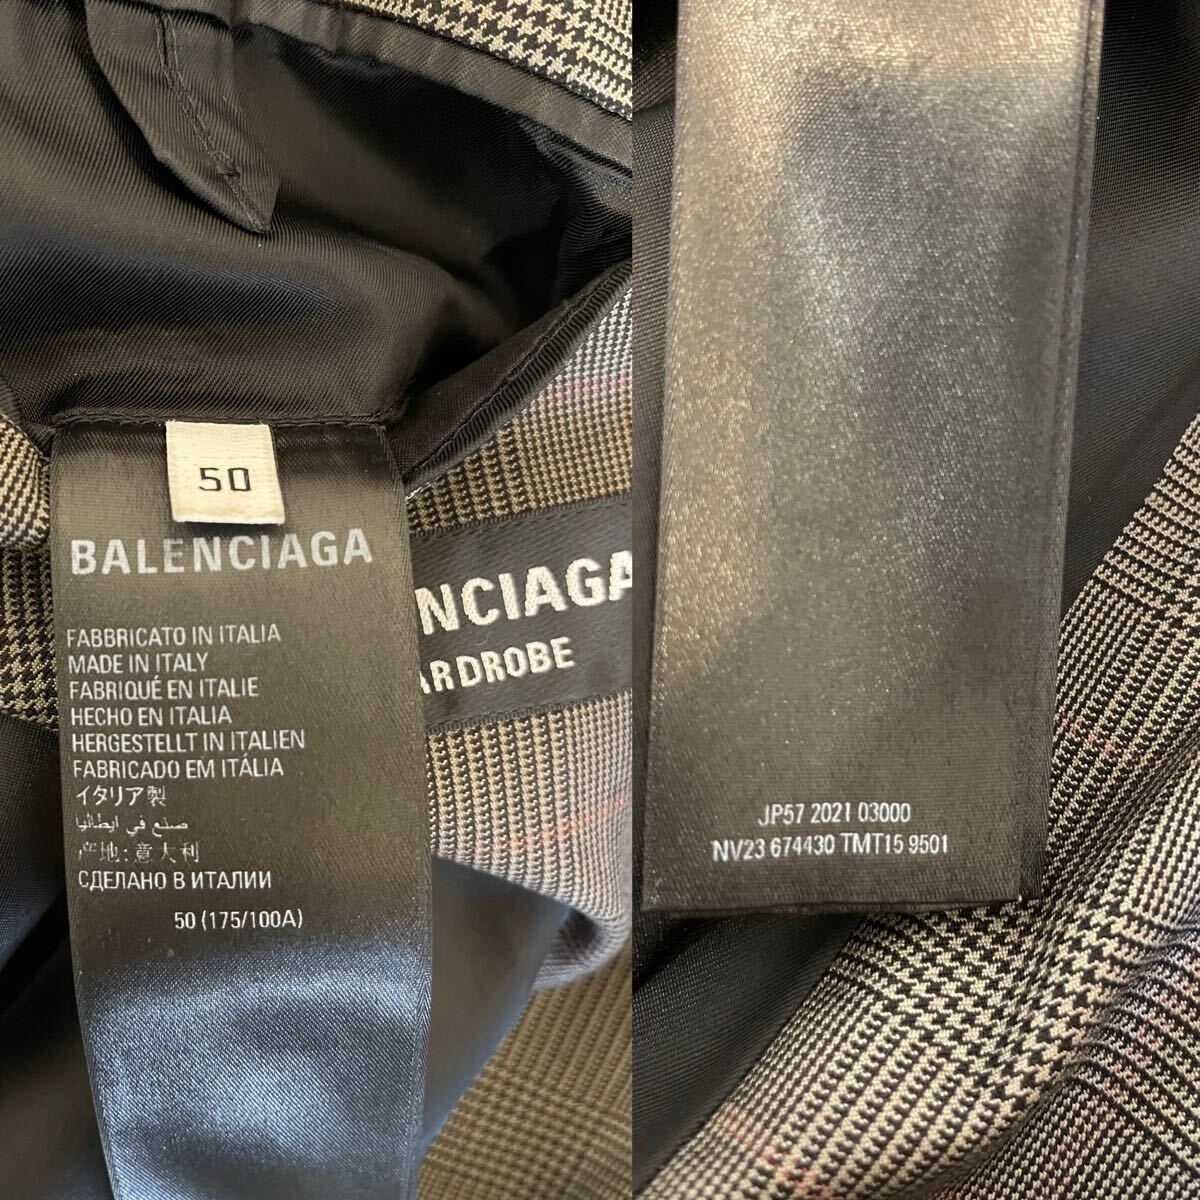 50
BALENCIAGA
FABBRICATO IN ITALIA
MADE IN ITALY
FABRIQUÉ EN ITALIE
HECHO EN ITALIA
HERGESTELLT IN ITALIEN
FABRICADO EM ITÁLIA
イタリア製
صنع في ايطاليا
产地:意大利
СДЕЛАНО В ИТАЛИИ
50 (175/100A)
NCIAGA
ARDROBE
JP57 2021 03000
NV23 674430 TMT15 9501